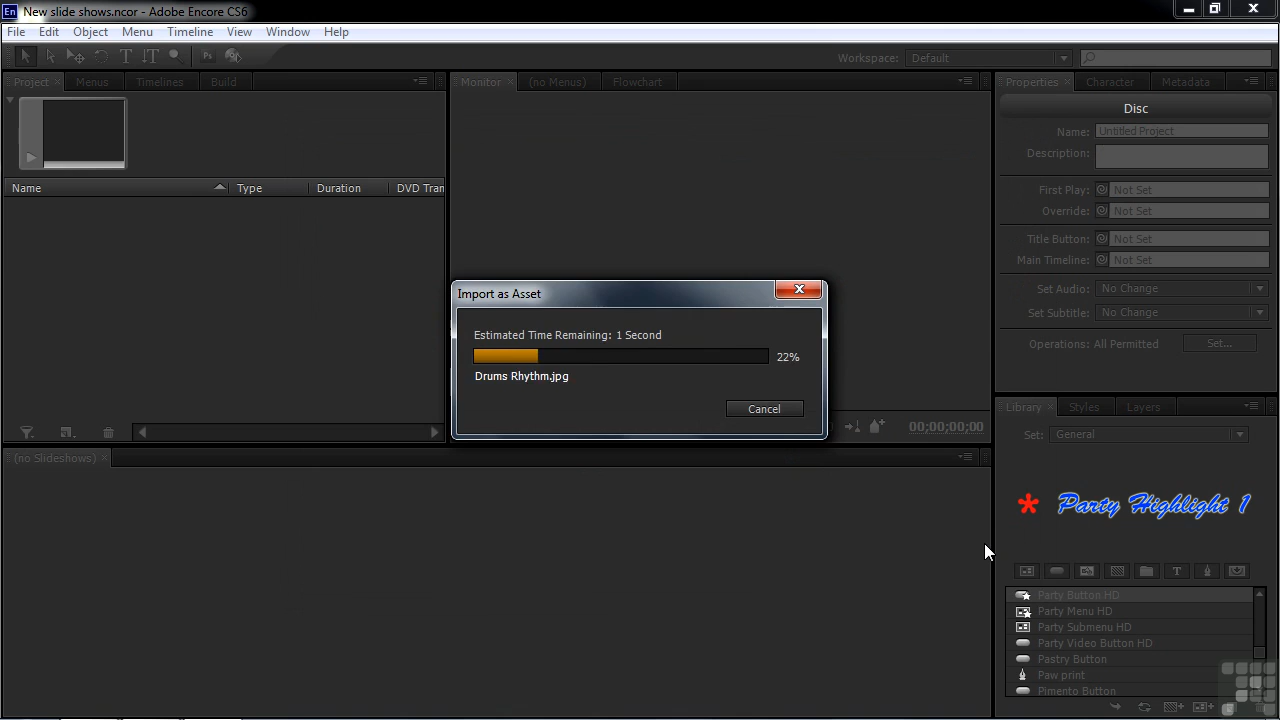 En New slide shows.ncor - Adobe Encore CS6
File Edit Object Menu Timeline View Window Help
Workspace: Default
Project Menus Timelines Build
Monitor (no Menus) Flowchart
Properties Character Metadata
Disc
Name: Untitled Project
Description:
First Play: Not Set
Override: Not Set
Title Button: Not Set
Main Timeline: Not Set
Set Audio: No Change
Set Subtitle: No Change
Operations: All Permitted Set...
Name Type Duration DVD Tran
Import as Asset
Estimated Time Remaining: 1 Second
22%
Drums Rhythm.jpg
Cancel
00;00;00;00
(no Slideshows)
Library Styles Layers
Set: General
* Party Highlight 1
Party Button HD
Party Menu HD
Party Submenu HD
Party Video Button HD
Pastry Button
Paw print
Pimento Button